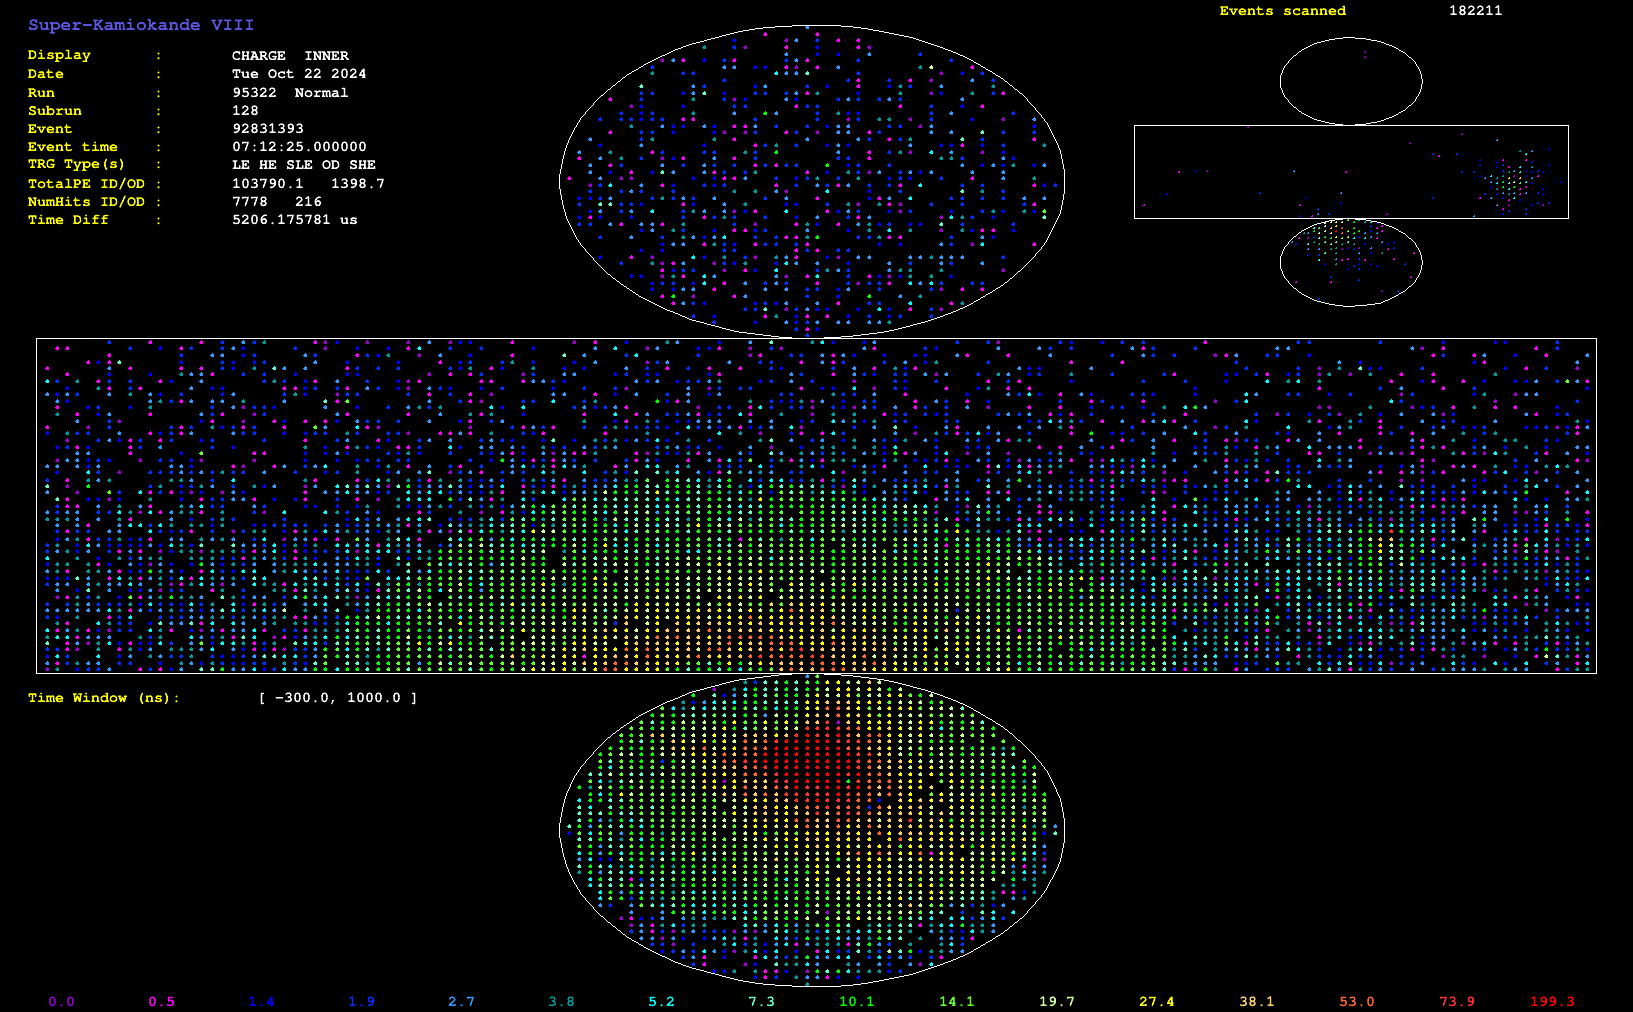 Super-Kamiokande VIII
Events scanned 182211
Display : CHARGE INNER
Date : Tue Oct 22 2024
Run : 95322 Normal
Subrun : 128
Event : 92831393
Event time : 07:12:25.000000
TRG Type(s) : LE HE SLE OD SHE
TotalPE ID/OD : 103790.1 1398.7
NumHits ID/OD : 7778 216
Time Diff : 5206.175781 us
Time Window (ns): [ -300.0, 1000.0 ]
0.0 0.5 1.4 1.9 2.7 3.8 5.2 7.3 10.1 14.1 19.7 27.4 38.1 53.0 73.9 199.3